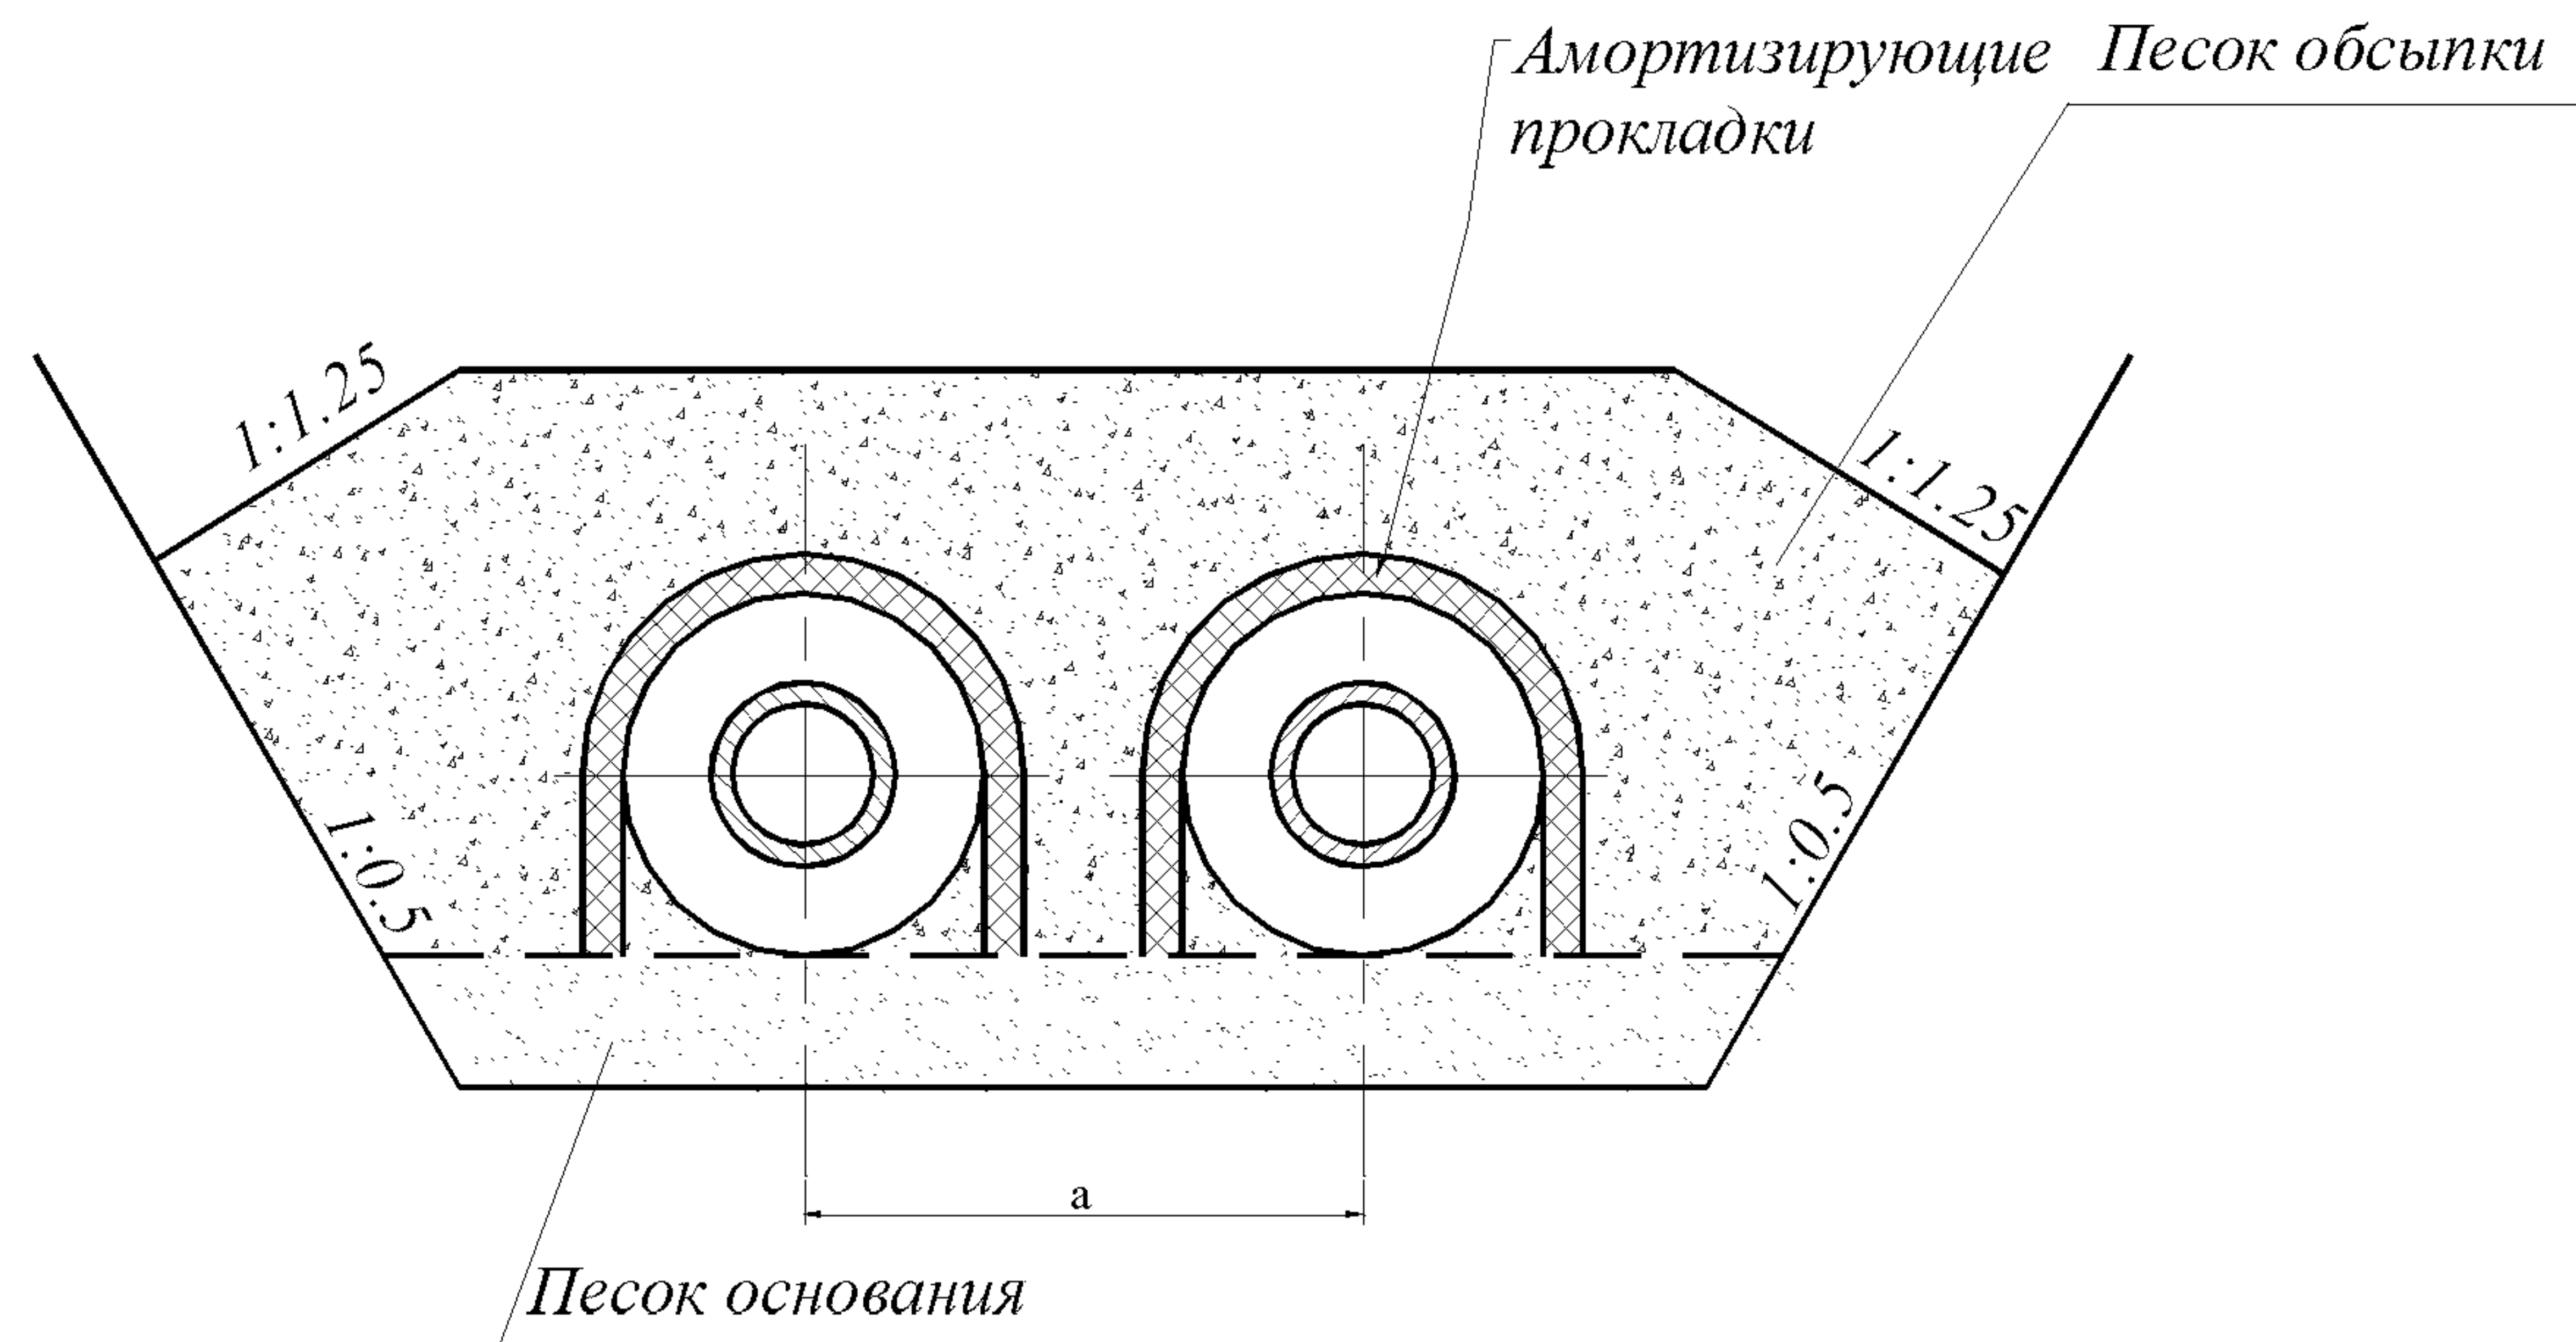 Амортизирующие
прокладки
Песок обсыпки
1:1.25
1:1.25
1:0.5
1:0.5
a
Песок основания